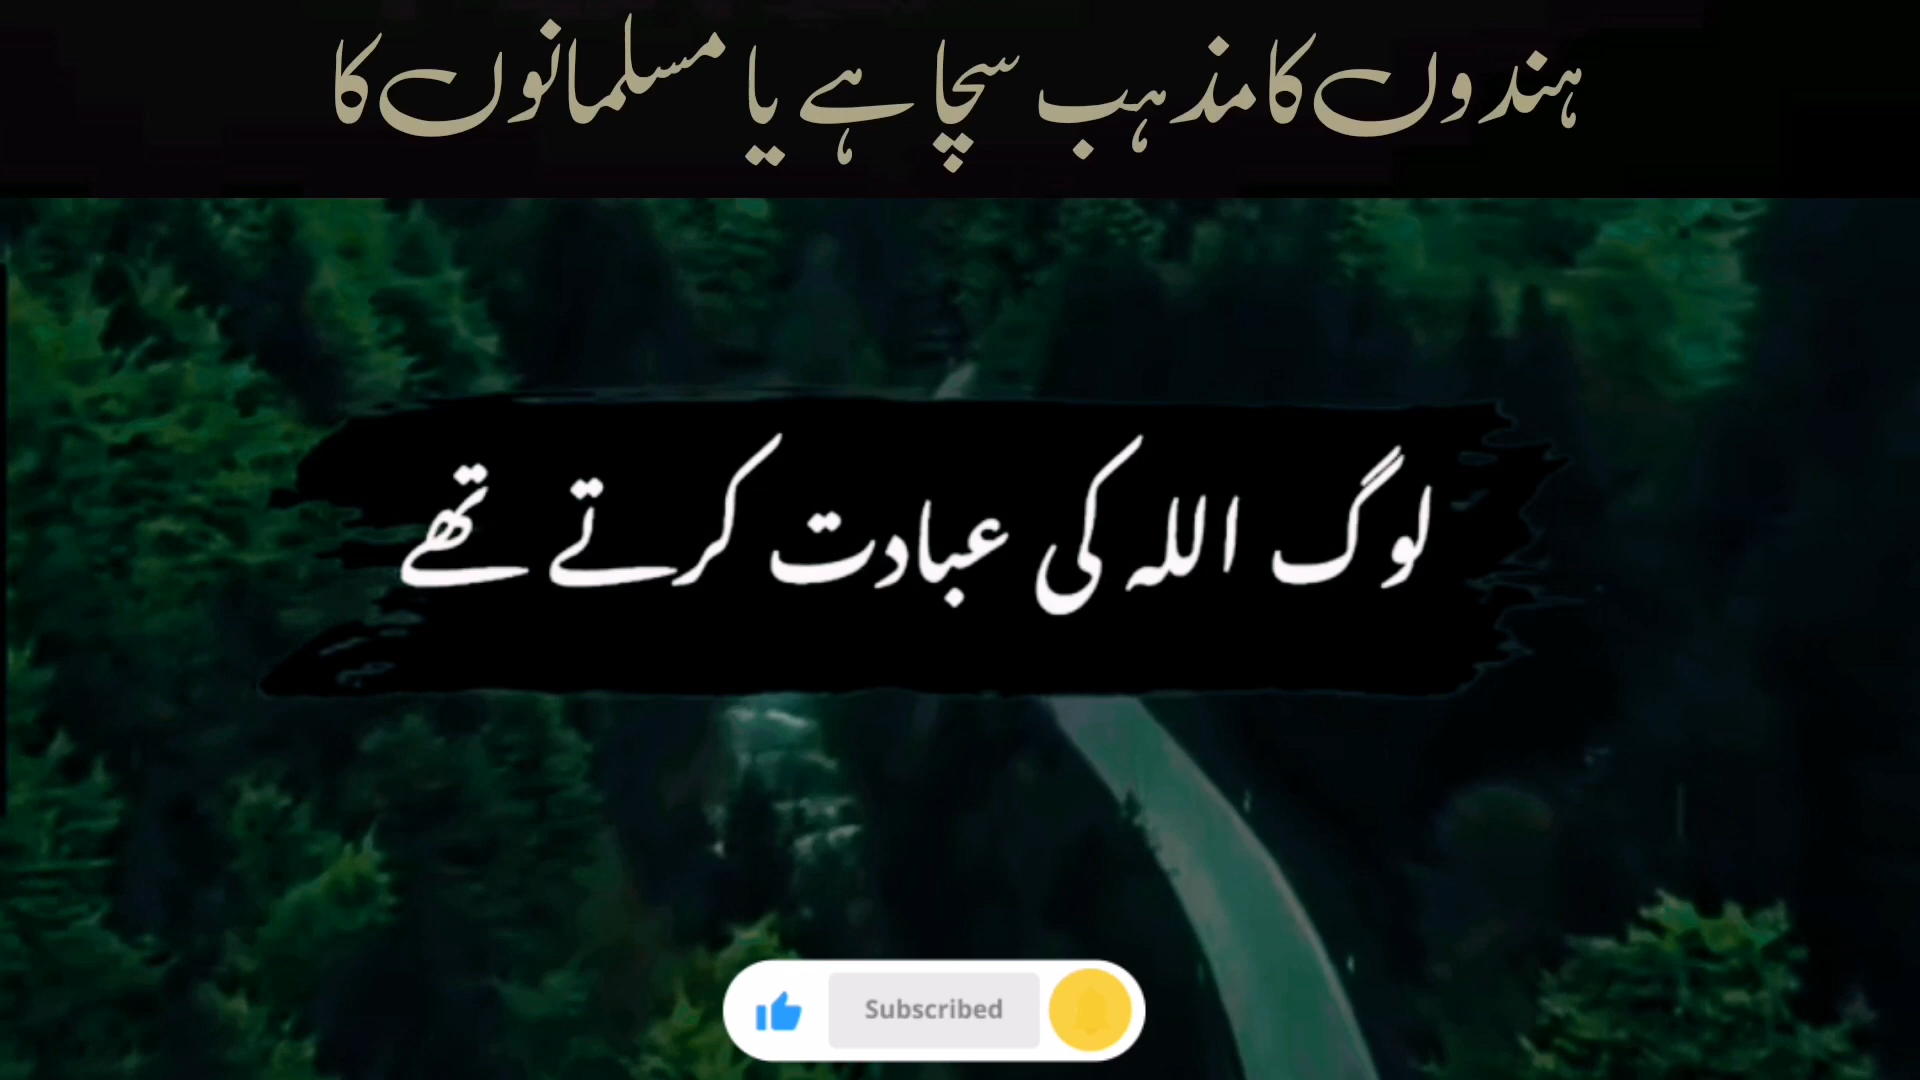 ہندوں کا مذہب سچا ہے یا مسلمانوں کا
لوگ اللہ کی عبادت کرتے تھے
Subscribed